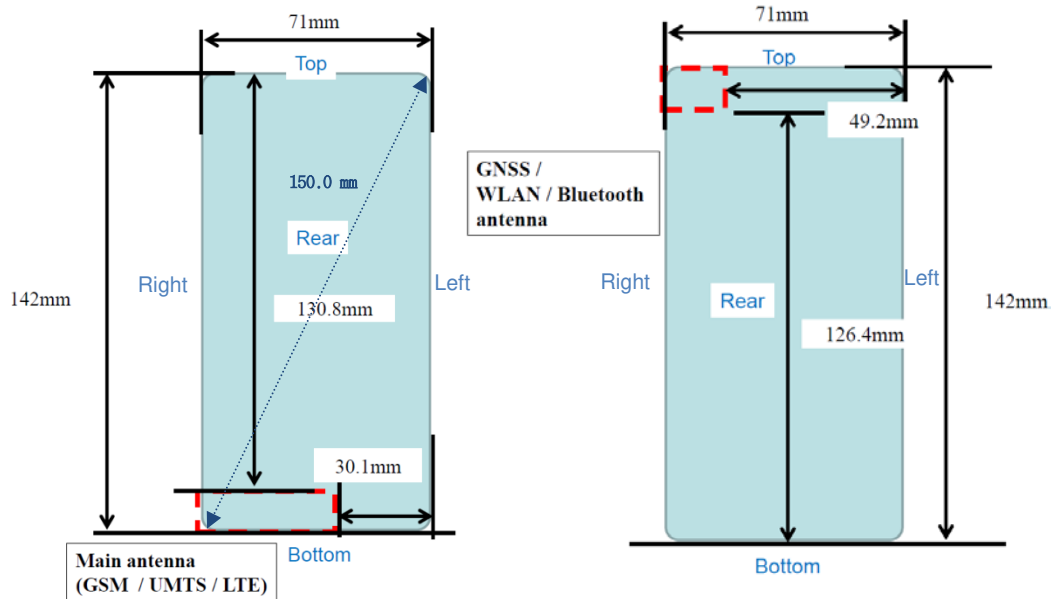 71mm
Top
150.0 mm
Rear
Right
Left
142mm
130.8mm
30.1mm
Bottom
Main antenna
(GSM / UMTS / LTE)
71mm
Top
49.2mm
GNSS /
WLAN / Bluetooth
antenna
Right
Left
Rear
142mm
126.4mm
Bottom